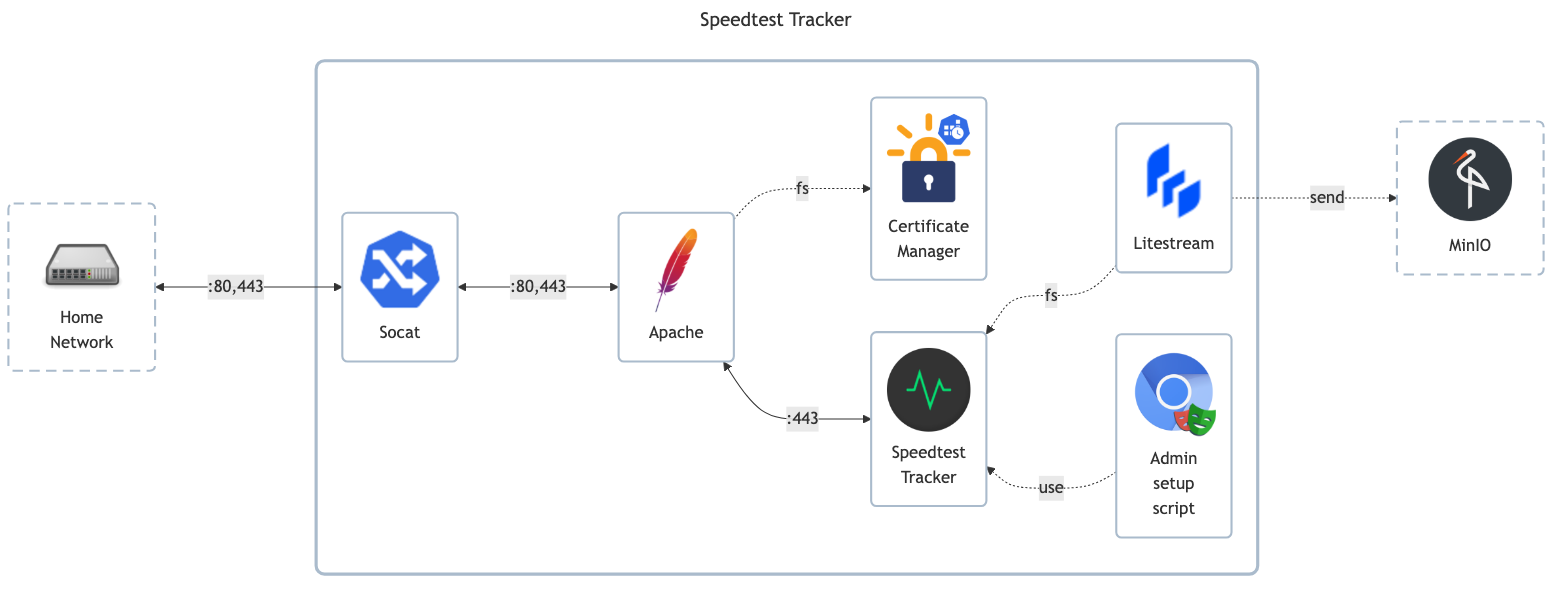 Speedtest Tracker
Home
Network
:80,443
Socat
:80,443
Apache
fs
Certificate
Manager
:443
Speedtest
Tracker
fs
Litestream
use
Admin
setup
script
send
MinIO